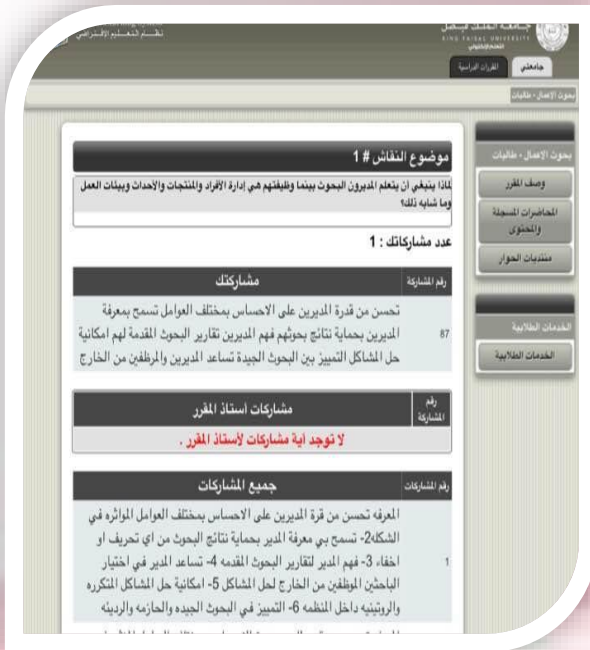 جامعة الملك فيصل
KING FAISAL UNIVERSITY
نظام التعليم الإفتراضي
جامعتي
المقررات الدراسية
بحوث الاعمال - طالبات
بحوث الاعمال - طالبات
وصف المقرر
المحاضرات المسجلة
والمحتوى
منتديات الحوار
الخدمات الطلابية
الخدمات الطلابية
موضوع النقاش # 1
لماذا ينبغي أن يتعلم المديرون البحوث بينما وظيفتهم هي إدارة الأفراد والمنتجات والأحداث وبيئات العمل
وما شابه ذلك؟
عدد مشاركاتك : 1
رقم المشاركة
مشاركتك
87
تحسن من قدرة المديرين على الاحساس بمختلف العوامل تسمح بمعرفة
المديرين بحماية نتائج بحوثهم فهم المديرين تقارير البحوث المقدمة لهم امكانية
حل المشاكل التمييز بين البحوث الجيدة تساعد المديرين والمرظفين من الخارج
رقم
المشاركة
مشاركات أستاذ المقرر
لا توجد أية مشاركات لأستاذ المقرر .
رقم المشاركات
جميع المشاركات
1
المعرفه تحسن من قرة المديرين على الاحساس بمختلف العوامل المواثره في
الشكله2- تسمح بي معرفة المدير بحماية نتائج البحوث من اي تحريف او
اخفاء 3- فهم المدير لتقارير البحوث المقدمه 4- تساعد المدير في اختيار
الباحثين الموظفين من الخارج لحل المشاكل 5- امكانية حل المشاكل المتكرره
والروتينيه داخل المنظمه 6- التمييز في البحوث الجيده والحازمه والرديئه